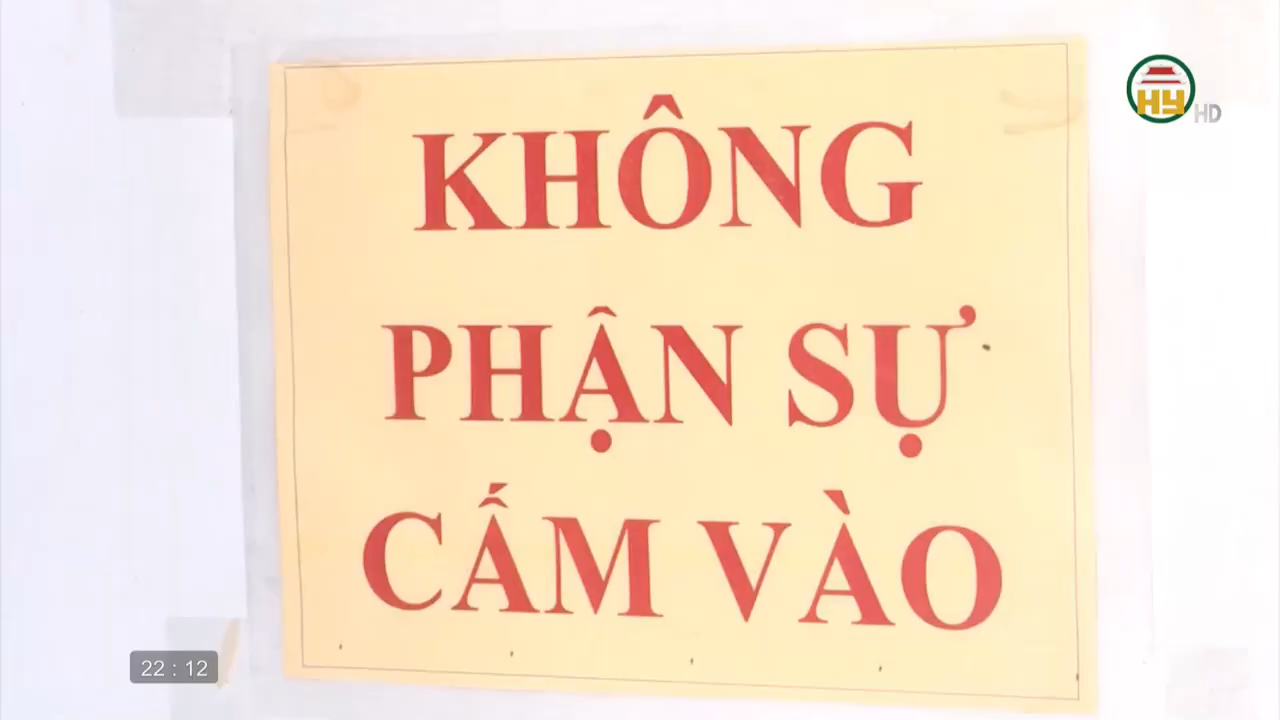 HY HD
KHÔNG
PHẬN SỰ
CẤM VÀO
22 : 12